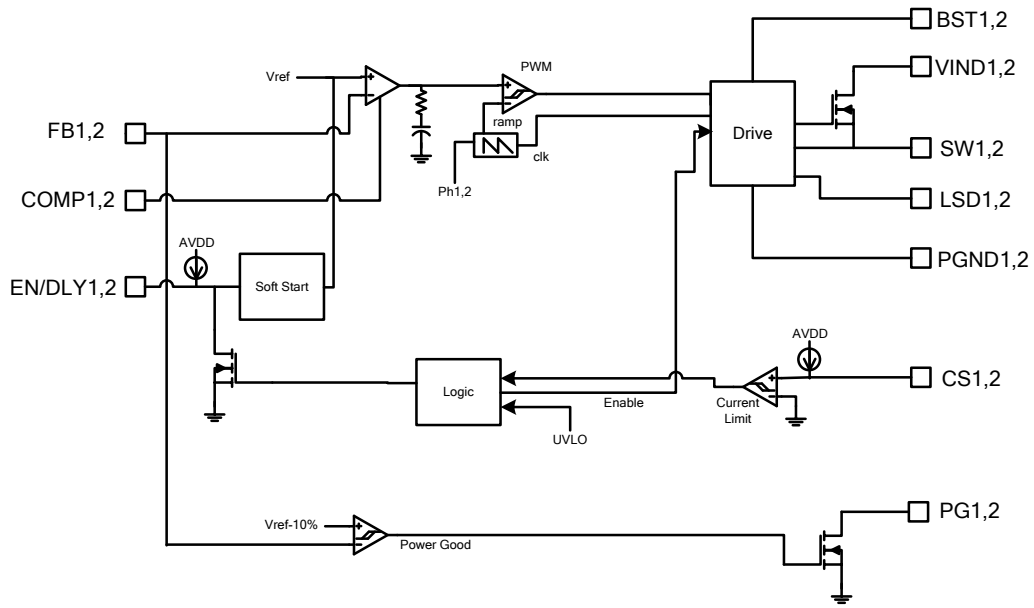 BST1,2
VIND1,2
PWM
Vref
FB1,2
ramp
Drive
clk
SW1,2
Ph1,2
COMP1,2
LSD1,2
AVDD
PGND1,2
EN/DLY1,2
Soft Start
AVDD
CS1,2
Logic
Enable
Current
Limit
UVLO
PG1,2
Vref-10%
Power Good